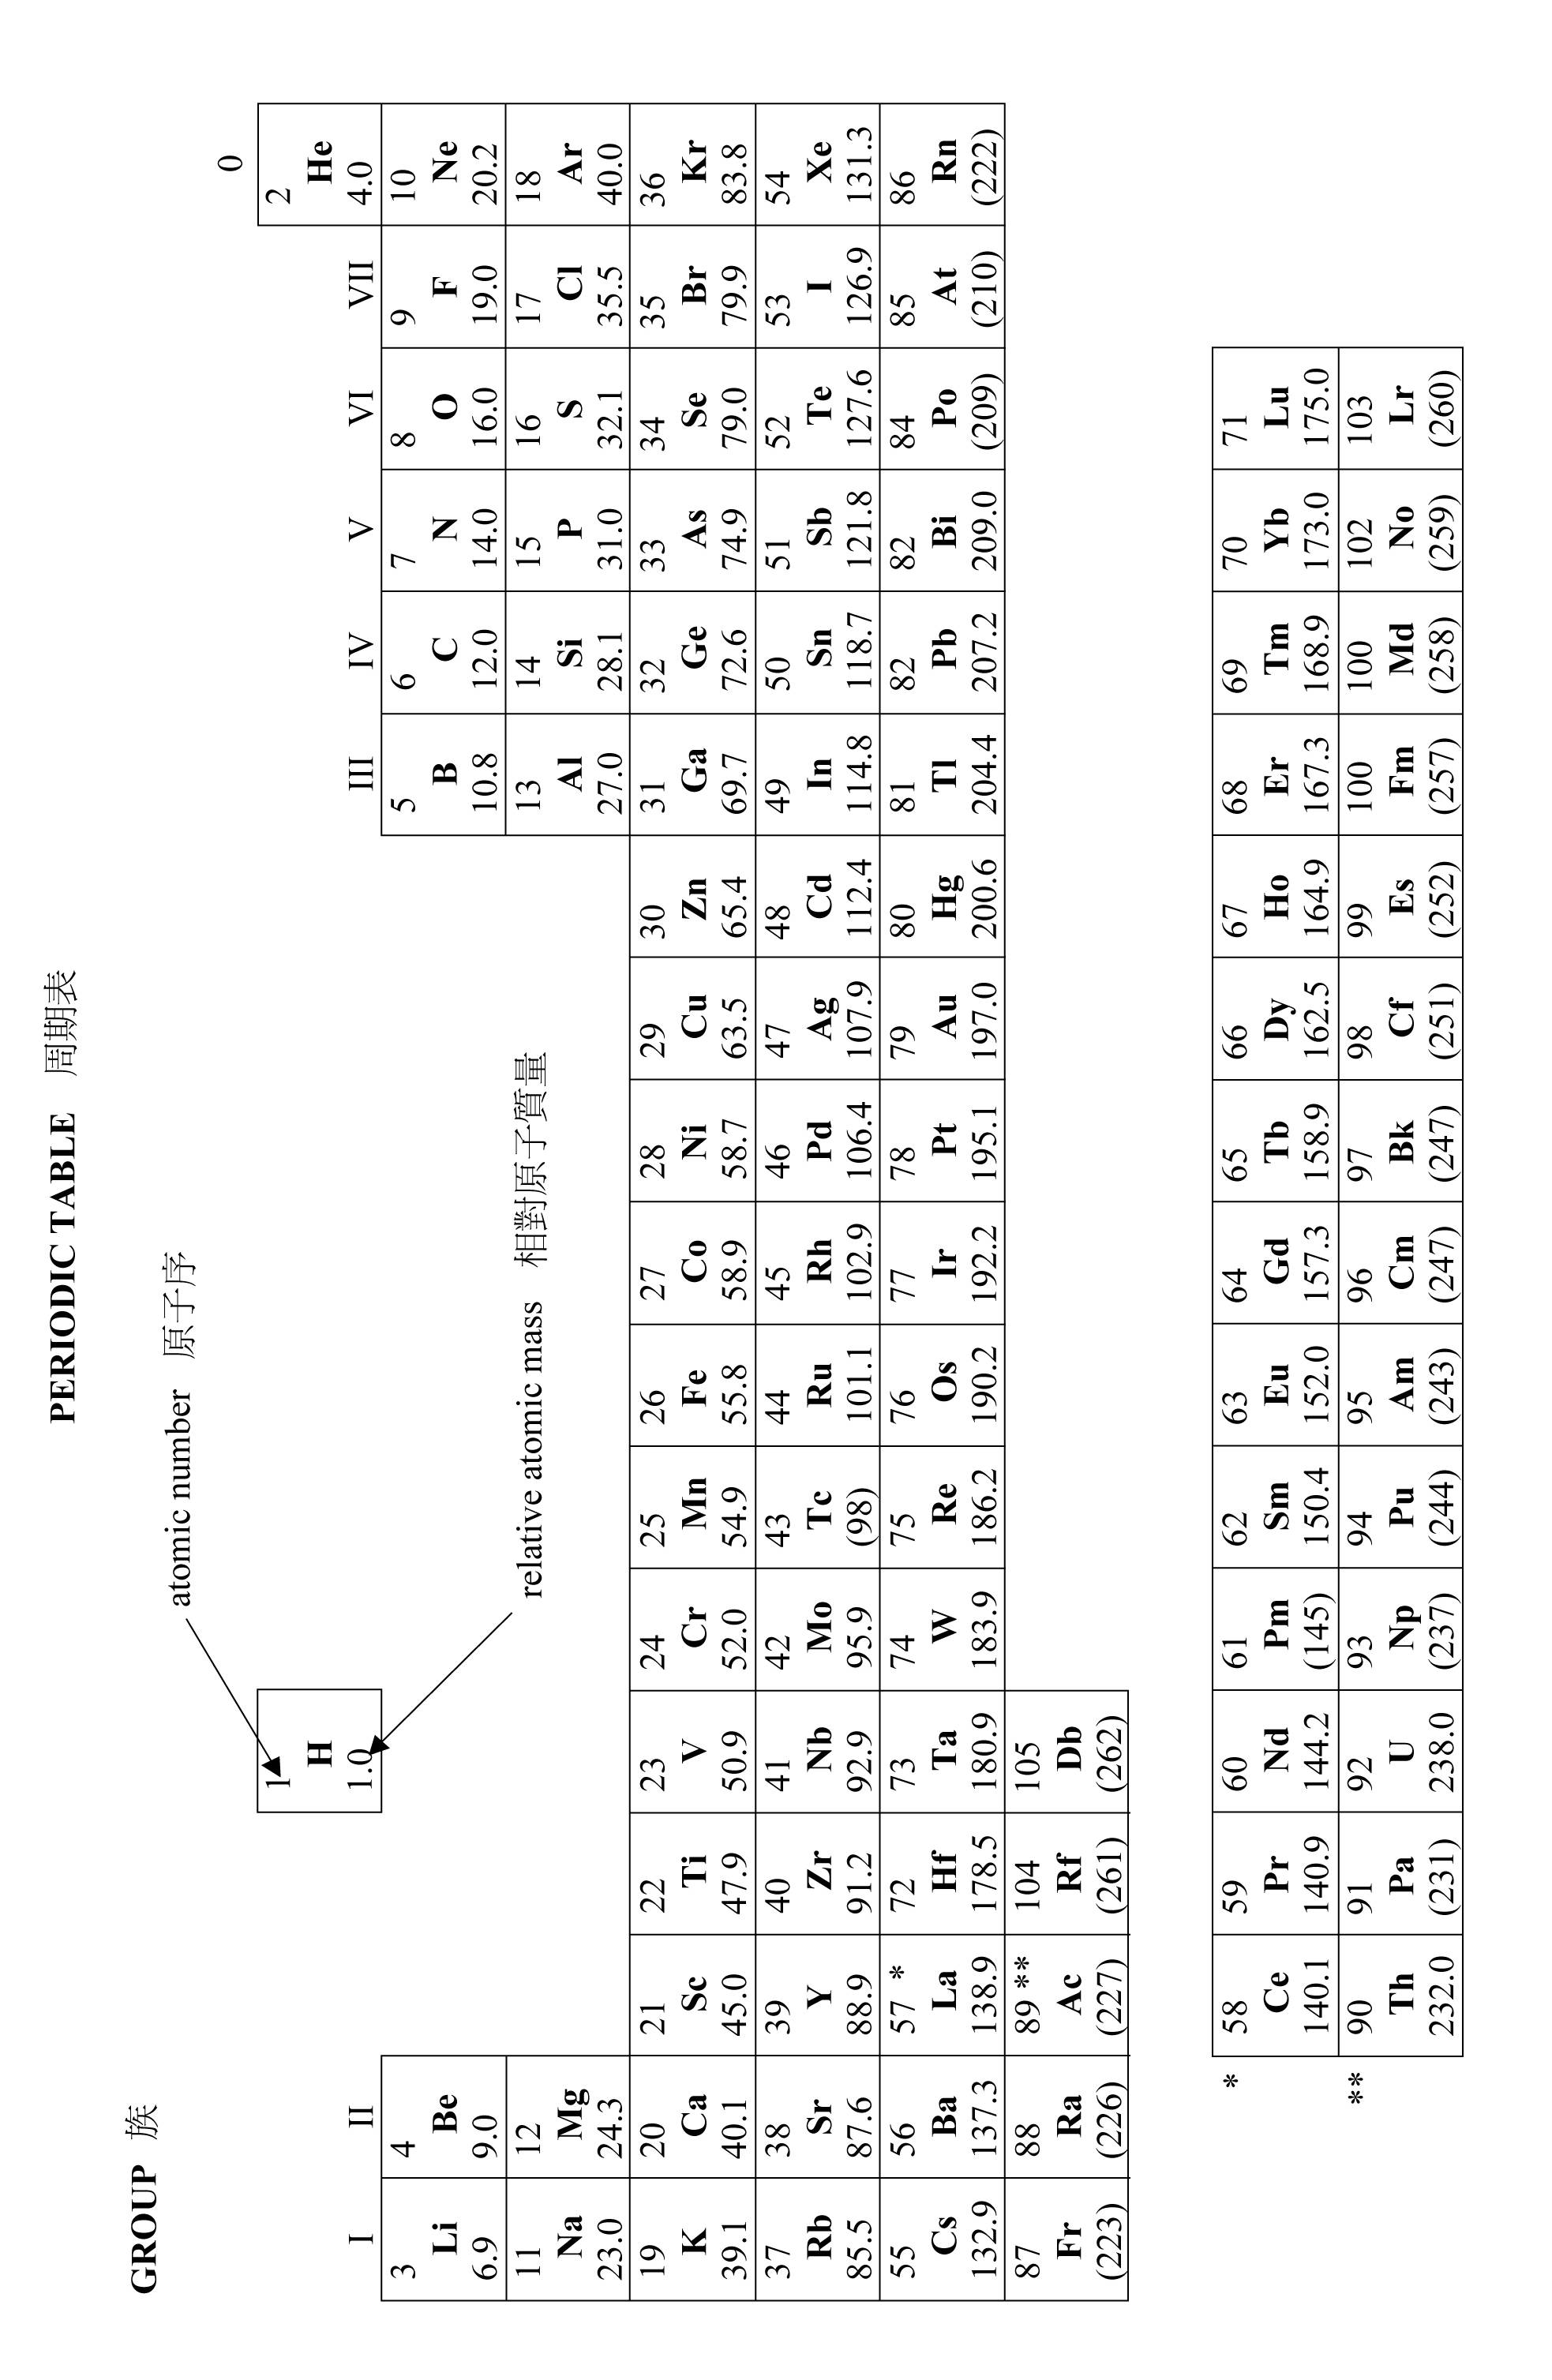 PERIODIC TABLE 周期表
GROUP 族
atomic number 原子序
relative atomic mass 相對原子質量
I II III IV V VI VII 0
1 2
H He
1.0 4.0
3 4 5 6 7 8 9 10
Li Be B C N O F Ne
6.9 9.0 10.8 12.0 14.0 16.0 19.0 20.2
11 12 13 14 15 16 17 18
Na Mg Al Si P S Cl Ar
23.0 24.3 27.0 28.1 31.0 32.1 35.5 40.0
19 20 21 22 23 24 25 26 27 28 29 30 31 32 33 34 35 36
K Ca Sc Ti V Cr Mn Fe Co Ni Cu Zn Ga Ge As Se Br Kr
39.1 40.1 45.0 47.9 50.9 52.0 54.9 55.8 58.9 58.7 63.5 65.4 69.7 72.6 74.9 79.0 79.9 83.8
37 38 39 40 41 42 43 44 45 46 47 48 49 50 51 52 53 54
Rb Sr Y Zr Nb Mo Tc Ru Rh Pd Ag Cd In Sn Sb Te I Xe
85.5 87.6 88.9 91.2 92.9 95.9 (98) 101.1 102.9 106.4 107.9 112.4 114.8 118.7 121.8 127.6 126.9 131.3
55 56 57 * 72 73 74 75 76 77 78 79 80 81 82 82 84 85 86
Cs Ba La Hf Ta W Re Os Ir Pt Au Hg Tl Pb Bi Po At Rn
132.9 137.3 138.9 178.5 180.9 183.9 186.2 190.2 192.2 195.1 197.0 200.6 204.4 207.2 209.0 (209) (210) (222)
87 88 89 ** 104 105
Fr Ra Ac Rf Db
(223) (226) (227) (261) (262)
* 58 59 60 61 62 63 64 65 66 67 68 69 70 71
Ce Pr Nd Pm Sm Eu Gd Tb Dy Ho Er Tm Yb Lu
140.1 140.9 144.2 (145) 150.4 152.0 157.3 158.9 162.5 164.9 167.3 168.9 173.0 175.0
** 90 91 92 93 94 95 96 97 98 99 100 100 102 103
Th Pa U Np Pu Am Cm Bk Cf Es Fm Md No Lr
232.0 (231) 238.0 (237) (244) (243) (247) (247) (251) (252) (257) (258) (259) (260)